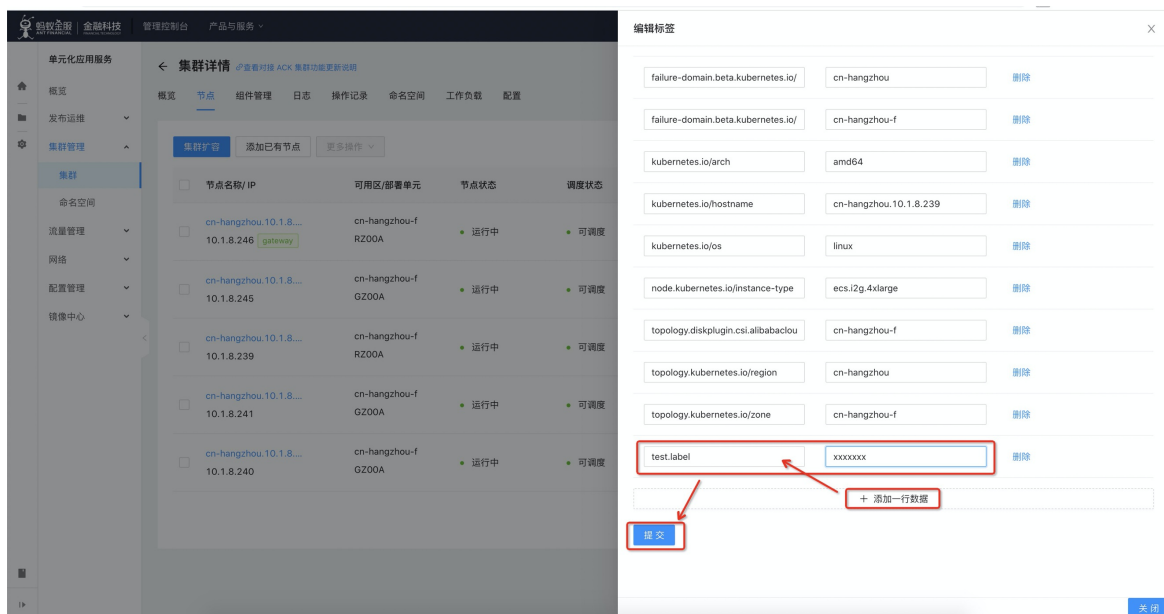 蚂蚁金服 金融科技 管理控制台 产品与服务
ANT FINANCIAL
单元化应用服务
概览
发布运维
集群管理
集群
命名空间
流量管理
网络
配置管理
镜像中心
集群详情 查看对接 ACK 集群功能更新说明
概览 节点 组件管理 日志 操作记录 命名空间 工作负载 配置
集群扩容 添加已有节点 更多操作
节点名称/ IP 可用区/部署单元 节点状态 调度状态
cn-hangzhou.10.1.8.... cn-hangzhou-f
10.1.8.246 gateway RZ00A 运行中 可调度
cn-hangzhou.10.1.8.... cn-hangzhou-f
10.1.8.245 GZ00A 运行中 可调度
cn-hangzhou.10.1.8.... cn-hangzhou-f
10.1.8.239 RZ00A 运行中 可调度
cn-hangzhou.10.1.8.... cn-hangzhou-f
10.1.8.241 GZ00A 运行中 可调度
cn-hangzhou.10.1.8.... cn-hangzhou-f
10.1.8.240 GZ00A 运行中 可调度
编辑标签
failure-domain.beta.kubernetes.io/ cn-hangzhou 删除
failure-domain.beta.kubernetes.io/ cn-hangzhou-f 删除
kubernetes.io/arch amd64 删除
kubernetes.io/hostname cn-hangzhou.10.1.8.239 删除
kubernetes.io/os linux 删除
node.kubernetes.io/instance-type ecs.i2g.4xlarge 删除
topology.diskplugin.csi.alibabaclou cn-hangzhou-f 删除
topology.kubernetes.io/region cn-hangzhou 删除
topology.kubernetes.io/zone cn-hangzhou-f 删除
test.label xxxxxxx 删除
+ 添加一行数据
提 交
关 闭